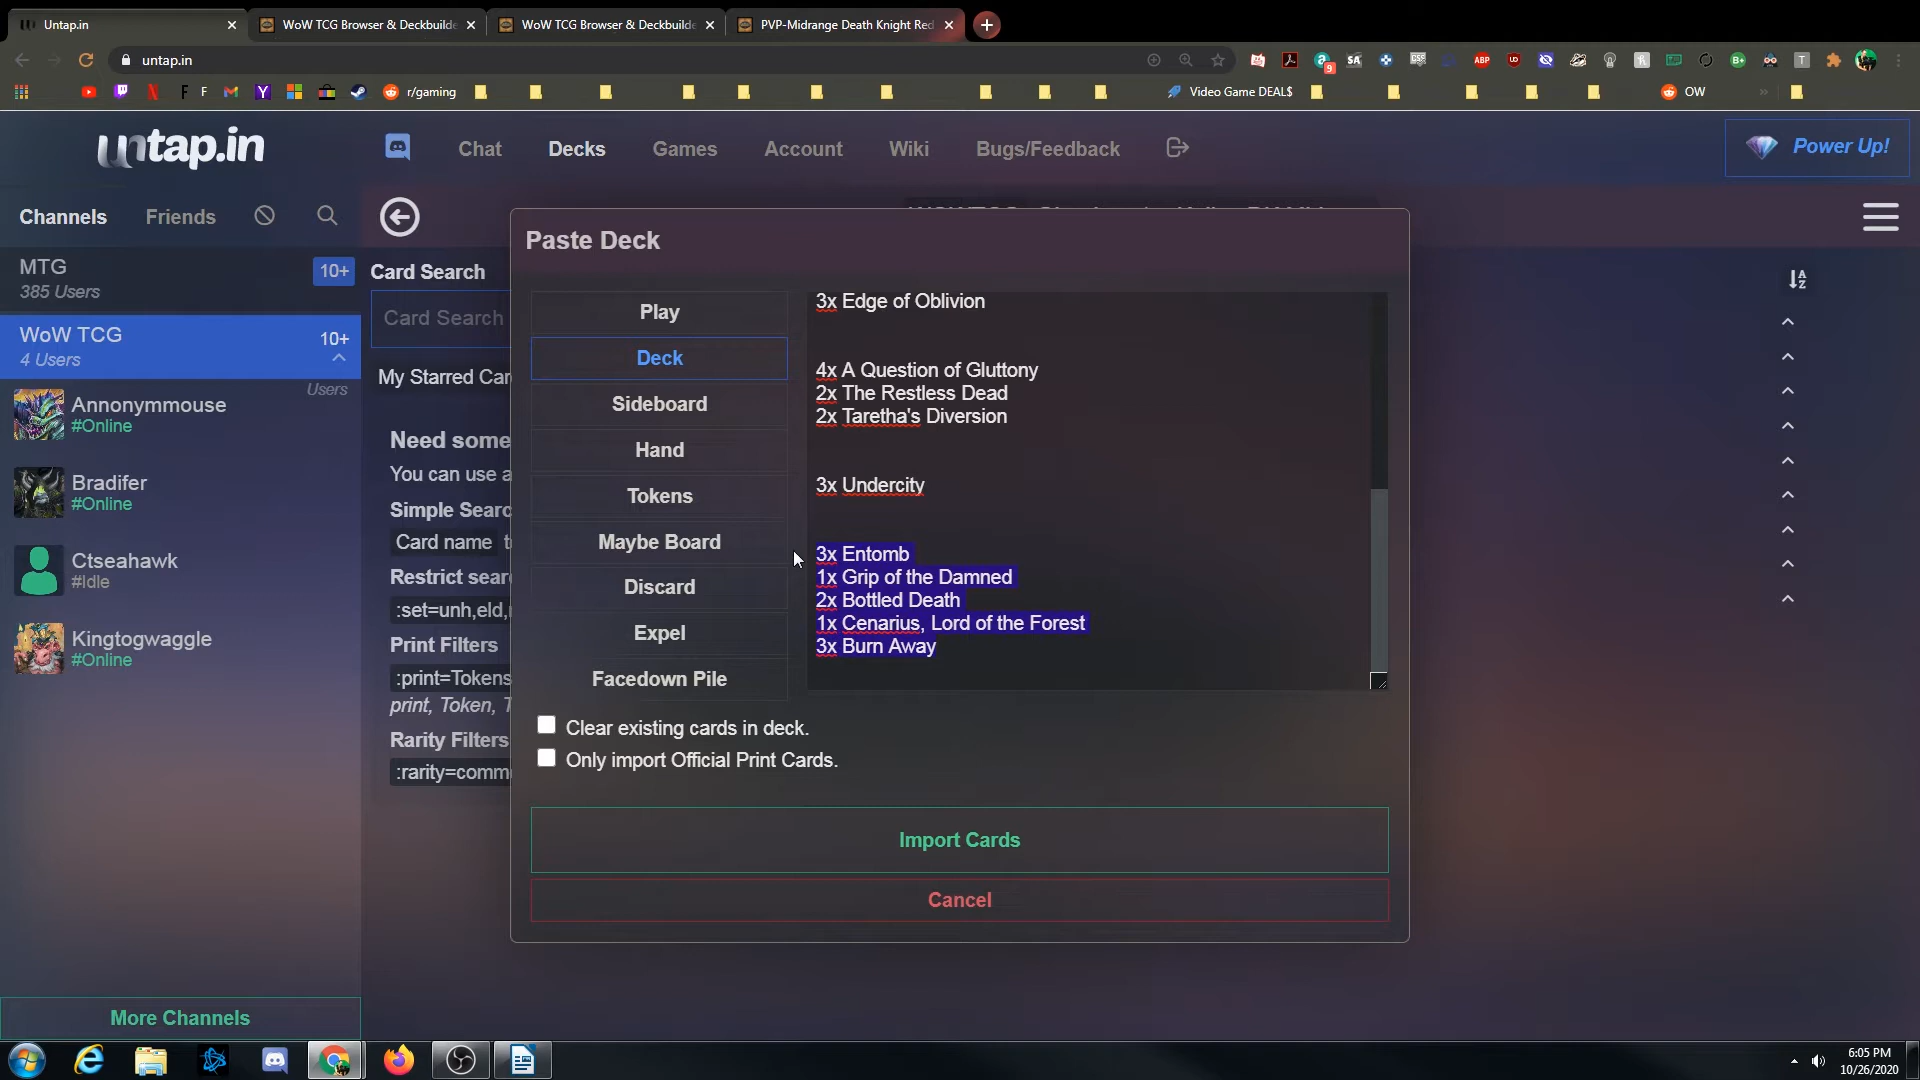 Untap.in
WoW TCG Browser & Deckbuilde
WoW TCG Browser & Deckbuilde
PVP-Midrange Death Knight Red
untap.in
r/gaming
Video Game DEAL$
OW
untap.in
Chat
Decks
Games
Account
Wiki
Bugs/Feedback
Power Up!
Channels
Friends
MTG
385 Users
10+
WoW TCG
4 Users
10+
Users
Annonymmouse
#Online
Bradifer
#Online
Ctseahawk
#Idle
Kingtogwaggle
#Online
More Channels
Card Search
Card Search
My Starred Car
Need some
You can use a
Simple Searc
Card name t
Restrict sear
:set=unh,eld,
Print Filters
:print=Tokens
print, Token, T
Rarity Filters
:rarity=comm
Paste Deck
Play
Deck
Sideboard
Hand
Tokens
Maybe Board
Discard
Expel
Facedown Pile
3x Edge of Oblivion
4x A Question of Gluttony
2x The Restless Dead
2x Taretha's Diversion
3x Undercity
3x Entomb
1x Grip of the Damned
2x Bottled Death
1x Cenarius, Lord of the Forest
3x Burn Away
Clear existing cards in deck.
Only import Official Print Cards.
Import Cards
Cancel
6:05 PM
10/26/2020